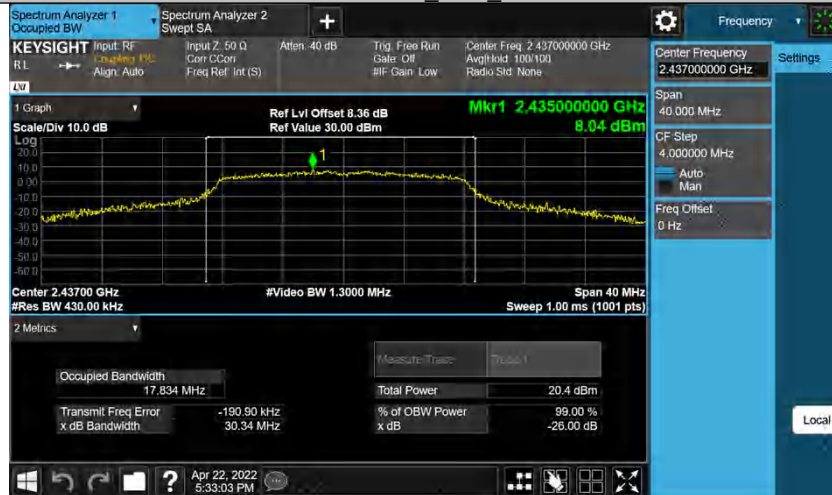 Spectrum Analyzer 1
Occupied BW
Spectrum Analyzer 2
Swept SA
+
Frequency
KEYSIGHT
R L
LXI
Input: RF
Coupling: DC
Align: Auto
Input Z: 50 Ω
Corr CCorr
Freq Ref: Int (S)
Atten: 40 dB
Trig: Free Run
Gate: Off
#IF Gain: Low
Center Freq: 2.437000000 GHz
Avg|Hold: 100/100
Radio Std: None
Center Frequency
2.437000000 GHz
Settings
Span
40.000 MHz
CF Step
4.000000 MHz
Auto
Man
Freq Offset
0 Hz
Local
1 Graph
Scale/Div 10.0 dB
Ref Lvl Offset 8.36 dB
Ref Value 30.00 dBm
Mkr1 2.435000000 GHz
8.04 dBm
Log
20.0
10.0
0.00
-10.0
-20.0
-30.0
-40.0
-50.0
-60.0
1
Center 2.43700 GHz
#Res BW 430.00 kHz
#Video BW 1.3000 MHz
Span 40 MHz
Sweep 1.00 ms (1001 pts)
2 Metrics
Measure Trace
Trace 1
Occupied Bandwidth
17.834 MHz
Total Power 20.4 dBm
Transmit Freq Error -190.90 kHz
% of OBW Power 99.00 %
x dB Bandwidth 30.34 MHz
x dB -26.00 dB
?
Apr 22, 2022
5:33:03 PM